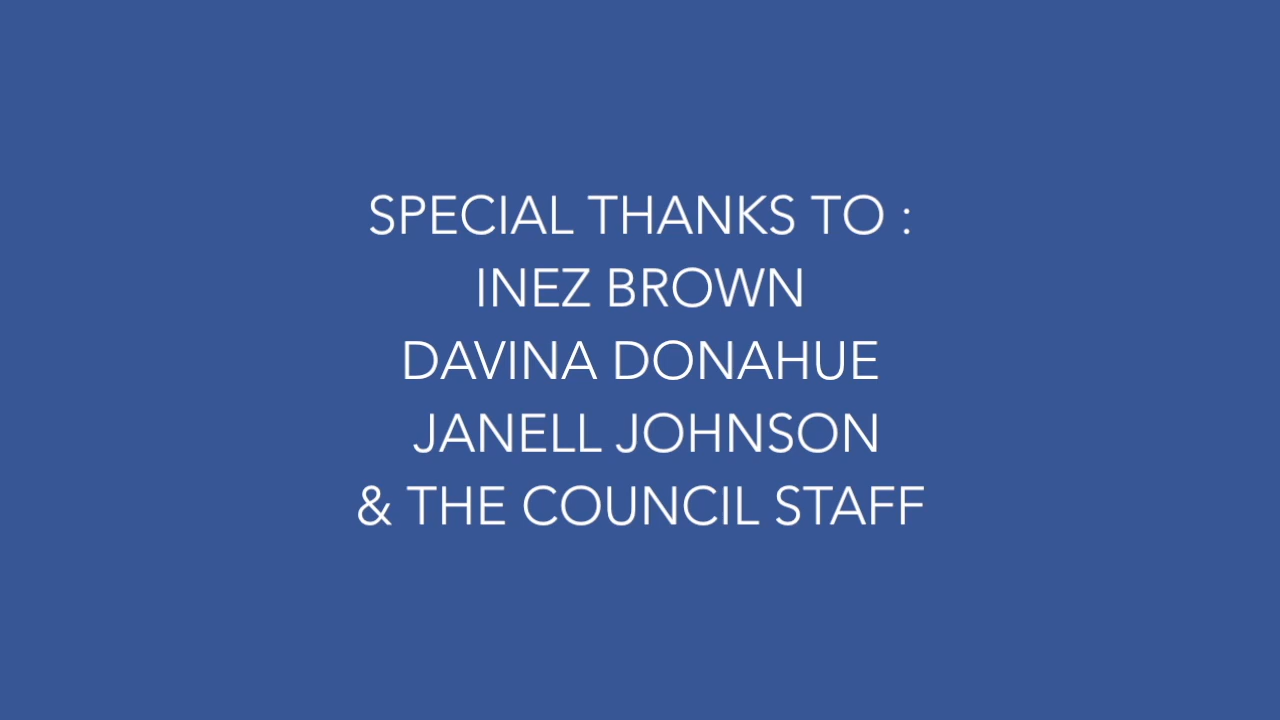 SPECIAL THANKS TO :
INEZ BROWN
DAVINA DONAHUE
JANELL JOHNSON
& THE COUNCIL STAFF